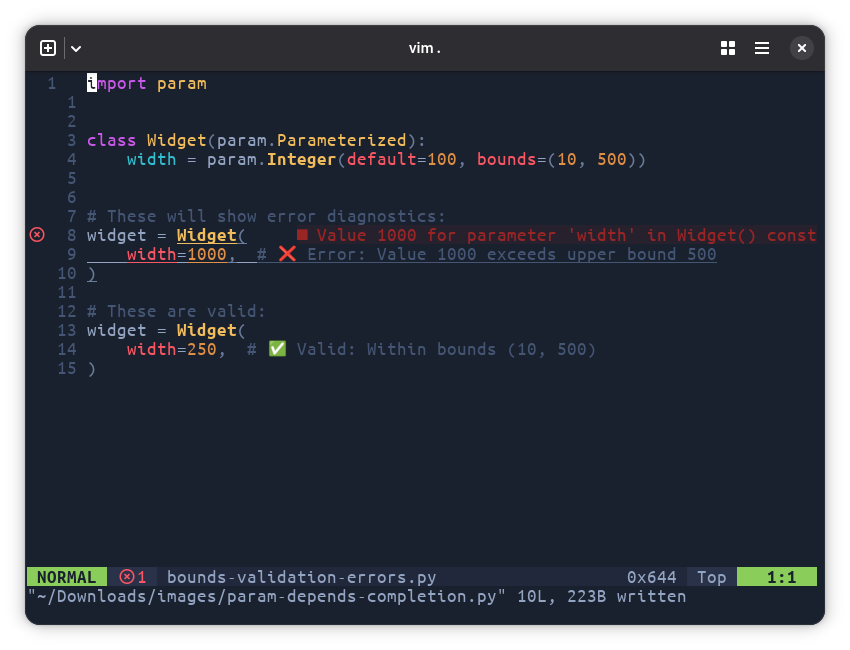 vim .
1 import param
1
2
3 class Widget(param.Parameterized):
4     width = param.Integer(default=100, bounds=(10, 500))
5
6
7 # These will show error diagnostics:
8 widget = Widget(     ■ Value 1000 for parameter 'width' in Widget() const
9     width=1000,  # ❌ Error: Value 1000 exceeds upper bound 500
10 )
11
12 # These are valid:
13 widget = Widget(
14     width=250,  # ✅ Valid: Within bounds (10, 500)
15 )
NORMAL ⓧ 1 bounds-validation-errors.py 0x644 Top 1:1
"~/Downloads/images/param-depends-completion.py" 10L, 223B written